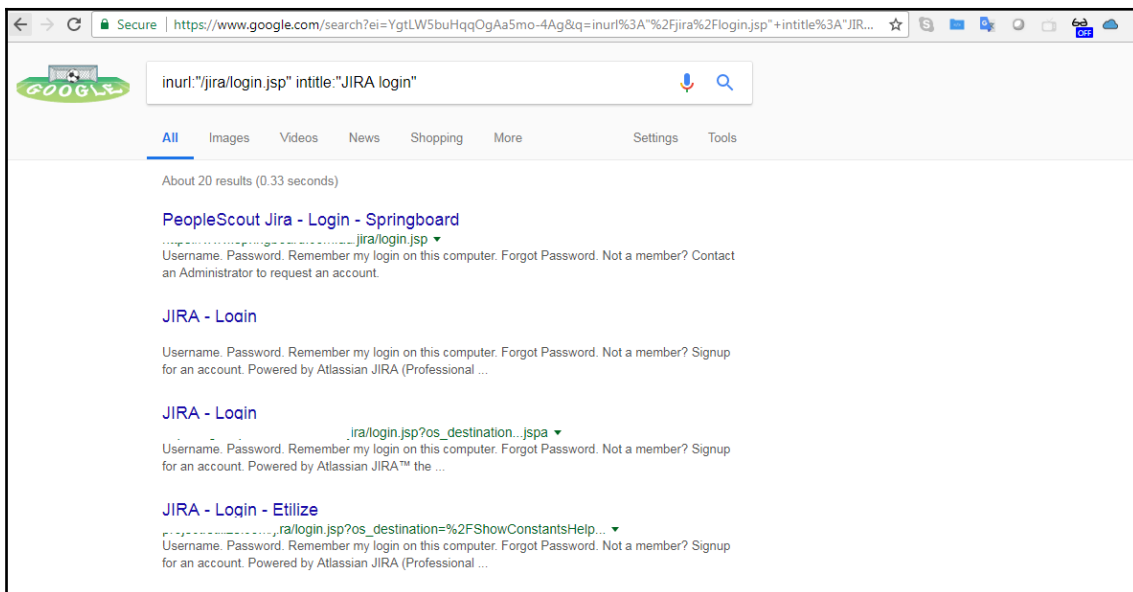 Secure | https://www.google.com/search?ei=YgtLW5buHqqOgAa5mo-4Ag&q=inurl%3A"%2Fjira%2Flogin.jsp"+intitle%3A"JIR...
OFF
GOOGLE
inurl:"/jira/login.jsp" intitle:"JIRA login"
All Images Videos News Shopping More Settings Tools
About 20 results (0.33 seconds)
PeopleScout Jira - Login - Springboard
jira/login.jsp
Username. Password. Remember my login on this computer. Forgot Password. Not a member? Contact
an Administrator to request an account.
JIRA - Login
Username. Password. Remember my login on this computer. Forgot Password. Not a member? Signup
for an account. Powered by Atlassian JIRA (Professional ...
JIRA - Login
ira/login.jsp?os_destination...jspa
Username. Password. Remember my login on this computer. Forgot Password. Not a member? Signup
for an account. Powered by Atlassian JIRA™ the ...
JIRA - Login - Etilize
ra/login.jsp?os_destination=%2FShowConstantsHelp...
Username. Password. Remember my login on this computer. Forgot Password. Not a member? Signup
for an account. Powered by Atlassian JIRA (Professional ...